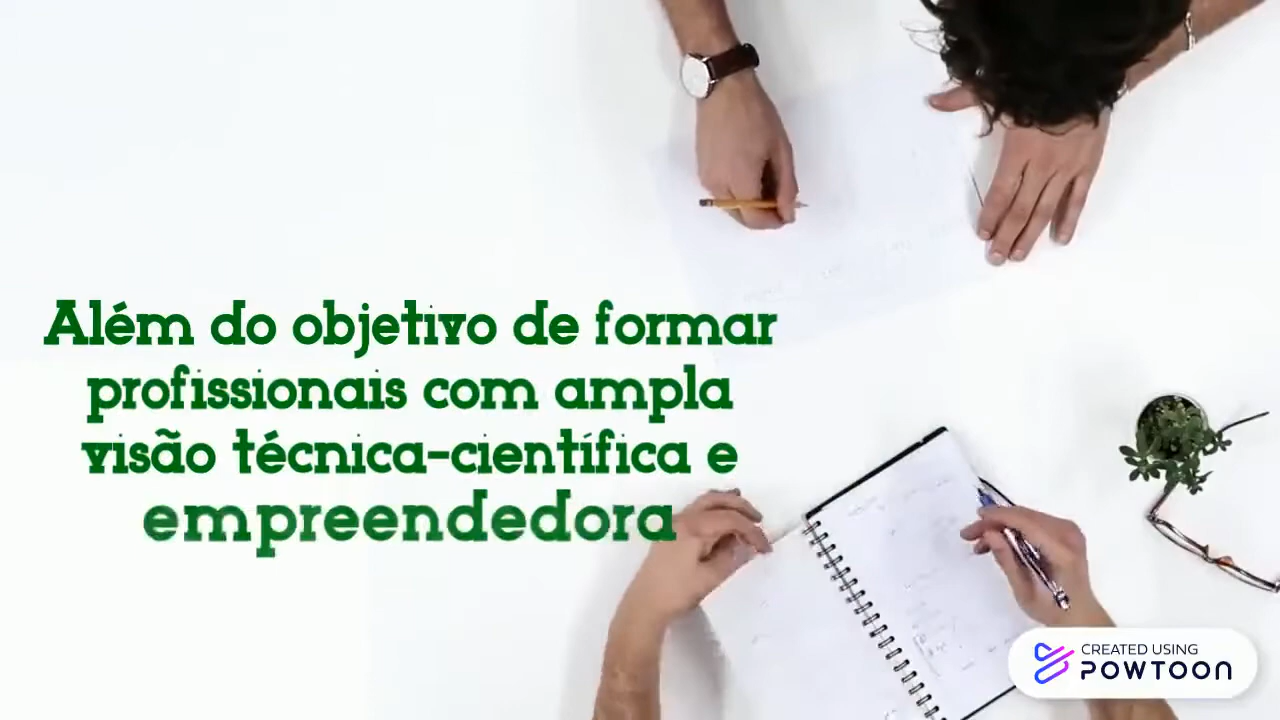 Além do objetivo de formar
profissionais com ampla
visão técnica-científica e
empreendedora
CREATED USING
POWTOON